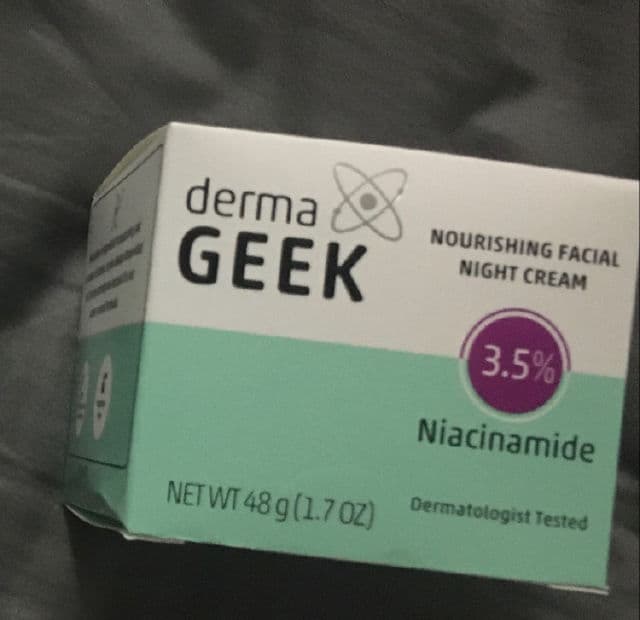 derma
GEEK
NOURISHING FACIAL
NIGHT CREAM
3.5%
Niacinamide
NET WT 48 g (1.7 OZ)
Dermatologist Tested